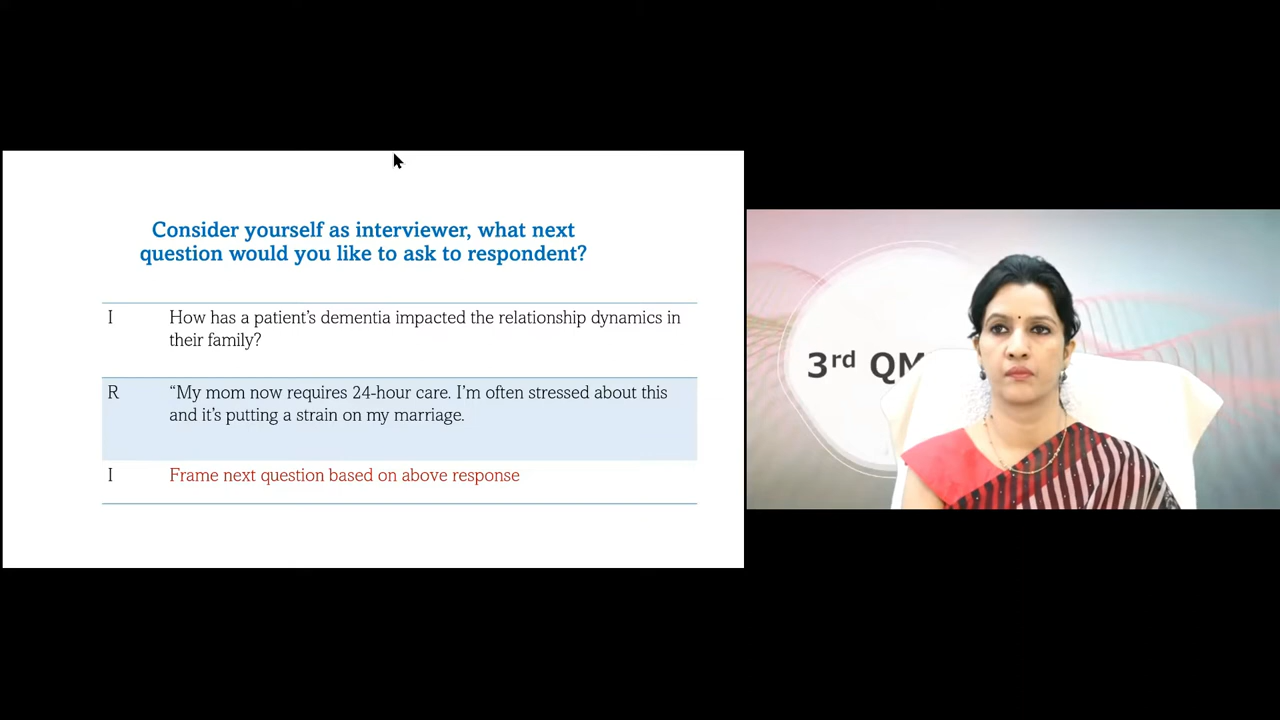 Consider yourself as interviewer, what next
question would you like to ask to respondent?
I How has a patient's dementia impacted the relationship dynamics in
their family?
R “My mom now requires 24-hour care. I'm often stressed about this
and it's putting a strain on my marriage.
I Frame next question based on above response
3rd QM